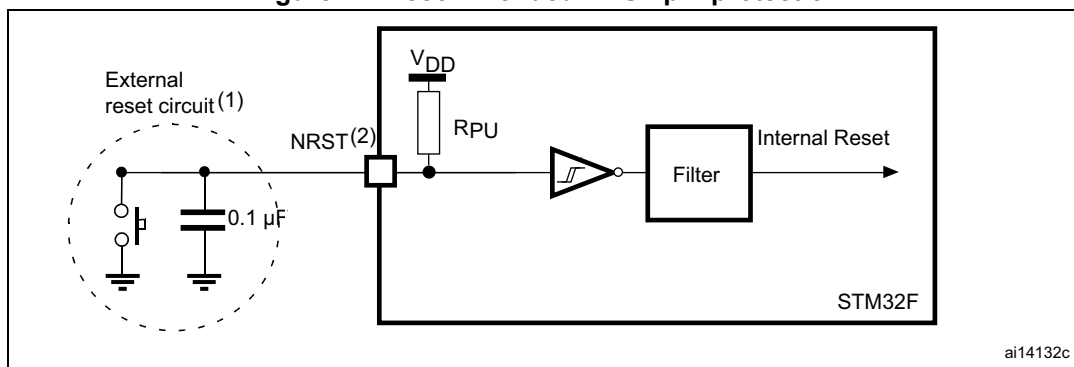 External
reset circuit(1)
NRST(2)
VDD
RPU
Filter
Internal Reset
0.1 µF
STM32F
ai14132c